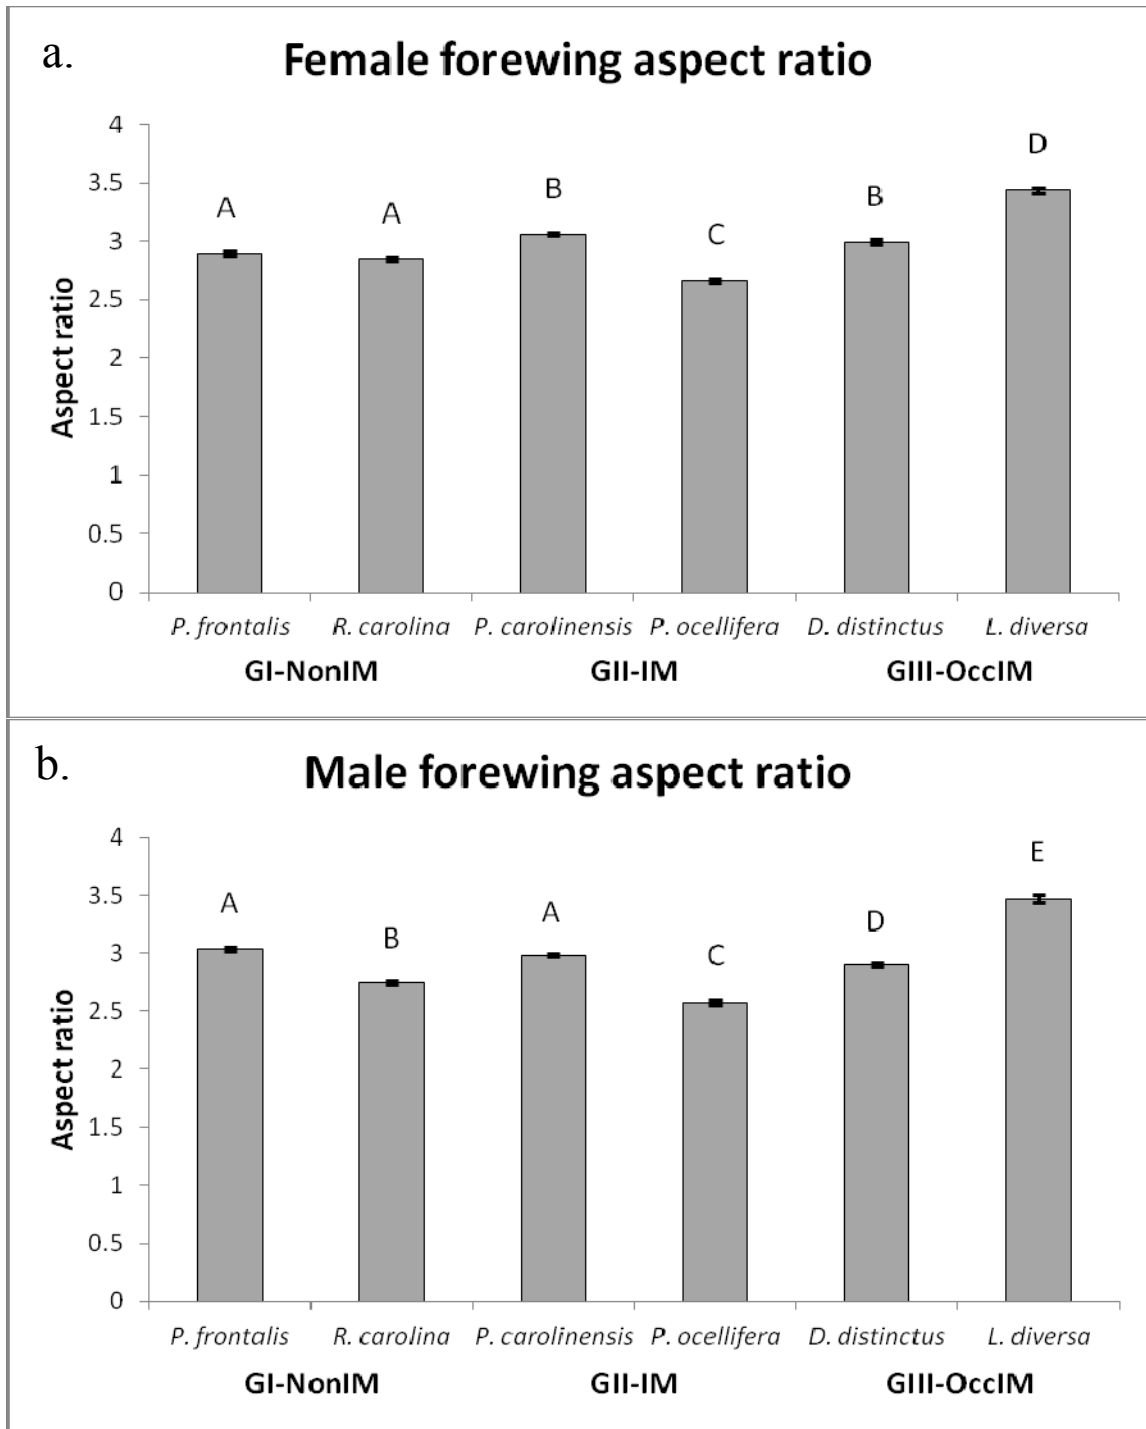 a.
Female forewing aspect ratio
Aspect ratio
4
3.5
3
2.5
2
1.5
1
0.5
0
A
A
B
C
B
D
P. frontalis R. carolina P. carolinensis P. ocellifera D. distinctus L. diversa
GI-NonIM GII-IM GIII-OccIM
b.
Male forewing aspect ratio
Aspect ratio
4
3.5
3
2.5
2
1.5
1
0.5
0
A
B
A
C
D
E
P. frontalis R. carolina P. carolinensis P. ocellifera D. distinctus L. diversa
GI-NonIM GII-IM GIII-OccIM